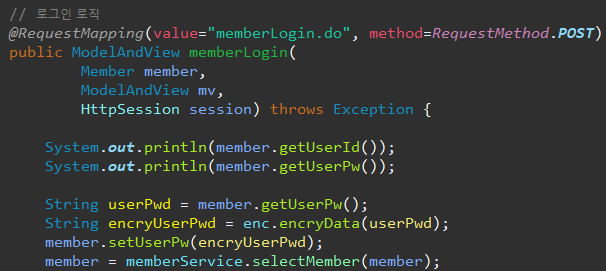 // 로그인 로직
@RequestMapping(value="memberLogin.do", method=RequestMethod.POST)
public ModelAndView memberLogin(
Member member,
ModelAndView mv,
HttpSession session) throws Exception {
System.out.println(member.getUserId());
System.out.println(member.getUserPw());
String userPwd = member.getUserPw();
String encryUserPwd = enc.encryData(userPwd);
member.setUserPw(encryUserPwd);
member = memberService.selectMember(member);